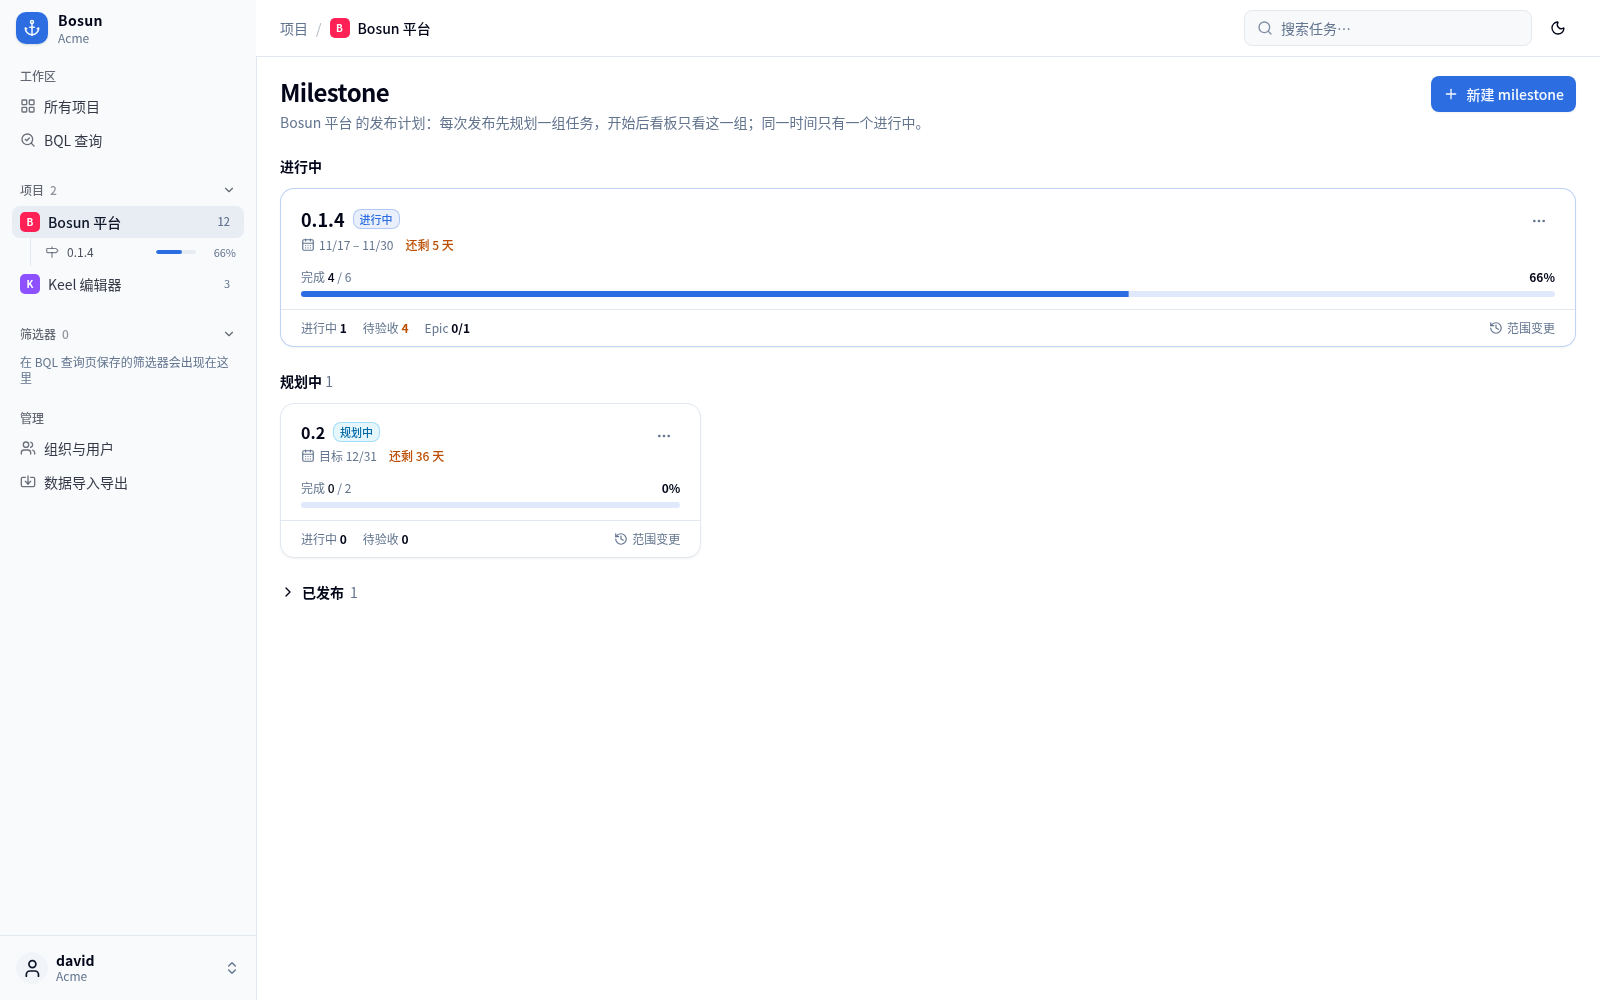 Bosun
Acme
工作区
所有项目
BQL 查询
项目 2
B Bosun 平台 12
0.1.4 66%
K Keel 编辑器 3
筛选器 0
在 BQL 查询页保存的筛选器会出现在这
里
管理
组织与用户
数据导入导出
david
Acme
项目 / B Bosun 平台
搜索任务…
Milestone
新建 milestone
Bosun 平台 的发布计划：每次发布先规划一组任务，开始后看板只看这一组；同一时间只有一个进行中。
进行中
0.1.4 进行中
11/17 – 11/30 还剩 5 天
完成 4 / 6 66%
进行中 1 待验收 4 Epic 0/1 范围变更
规划中 1
0.2 规划中
目标 12/31 还剩 36 天
完成 0 / 2 0%
进行中 0 待验收 0 范围变更
已发布 1